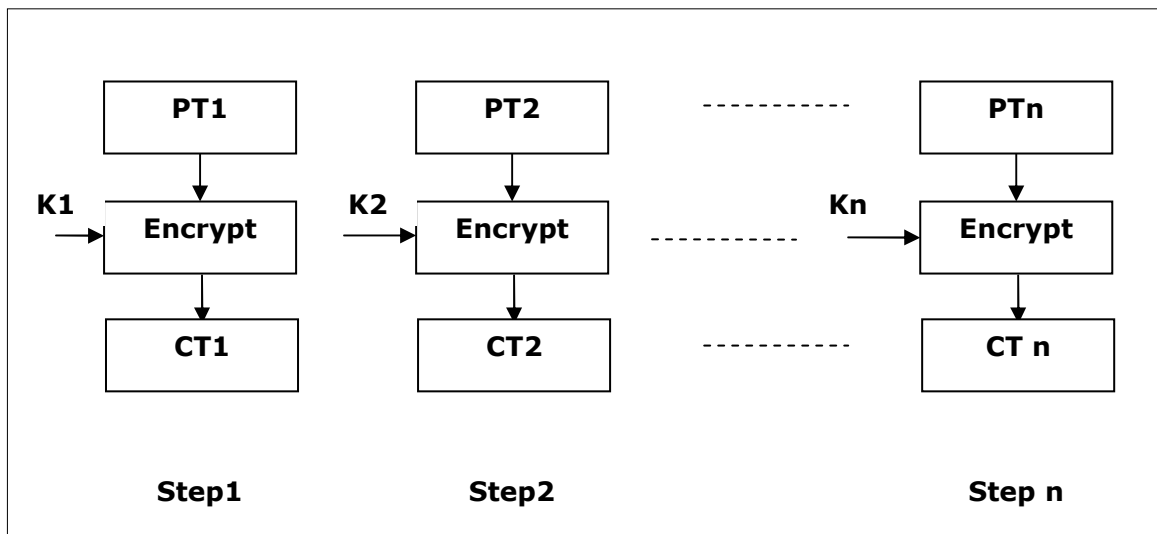 PT1 PT2 PTn
K1 K2 Kn
Encrypt Encrypt Encrypt
CT1 CT2 CT n
Step1 Step2 Step n